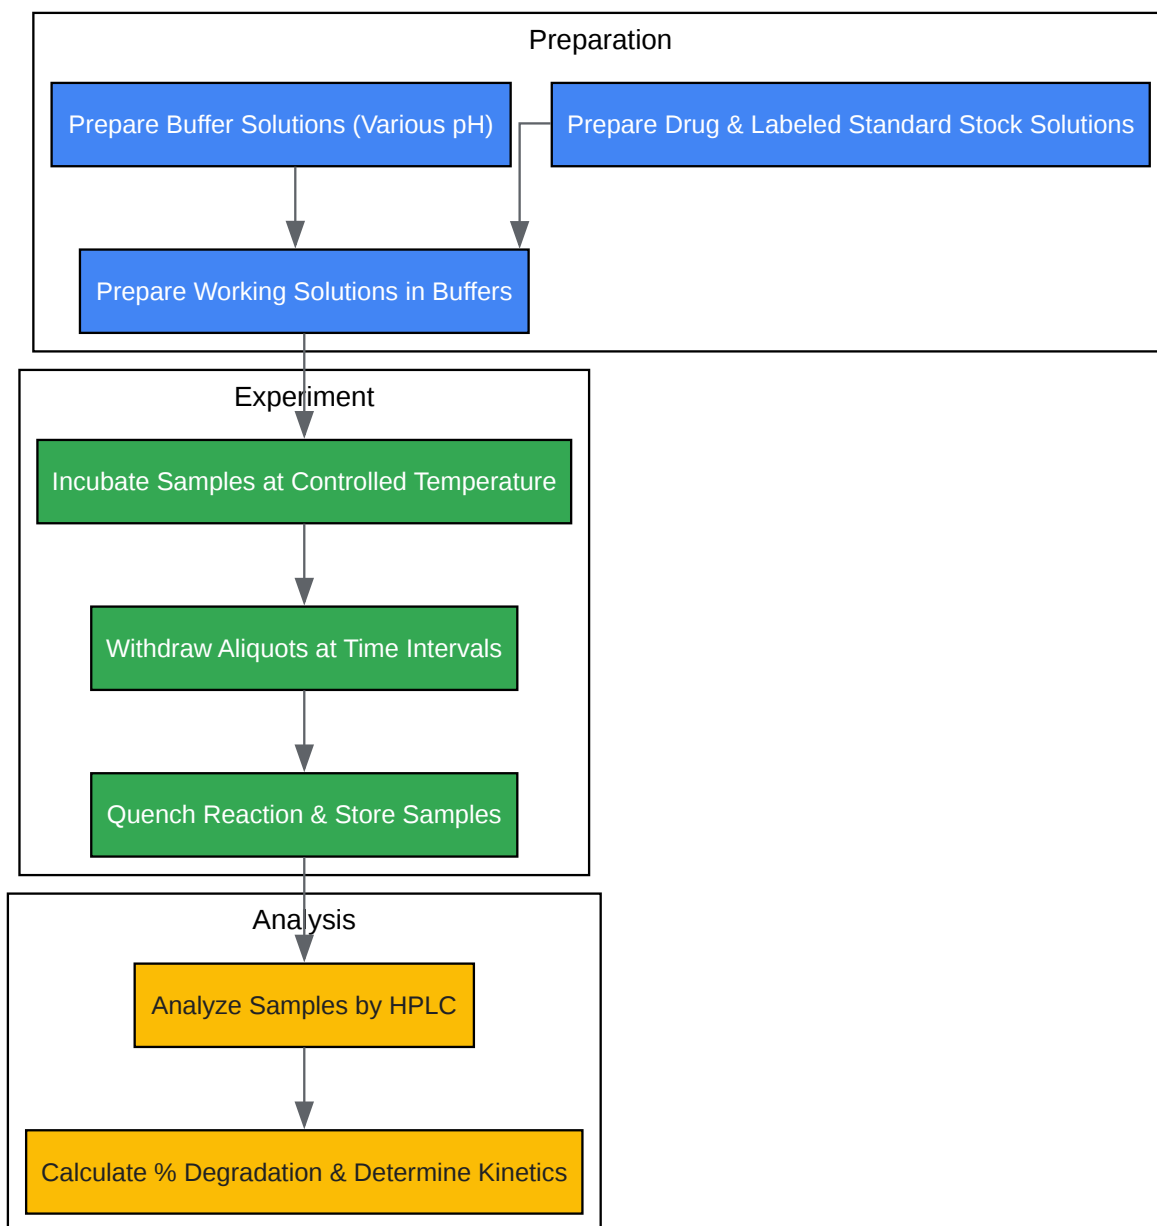 Preparation
Prepare Buffer Solutions (Various pH)
Prepare Drug & Labeled Standard Stock Solutions
Prepare Working Solutions in Buffers
Experiment
Incubate Samples at Controlled Temperature
Withdraw Aliquots at Time Intervals
Quench Reaction & Store Samples
Analysis
Analyze Samples by HPLC
Calculate % Degradation & Determine Kinetics